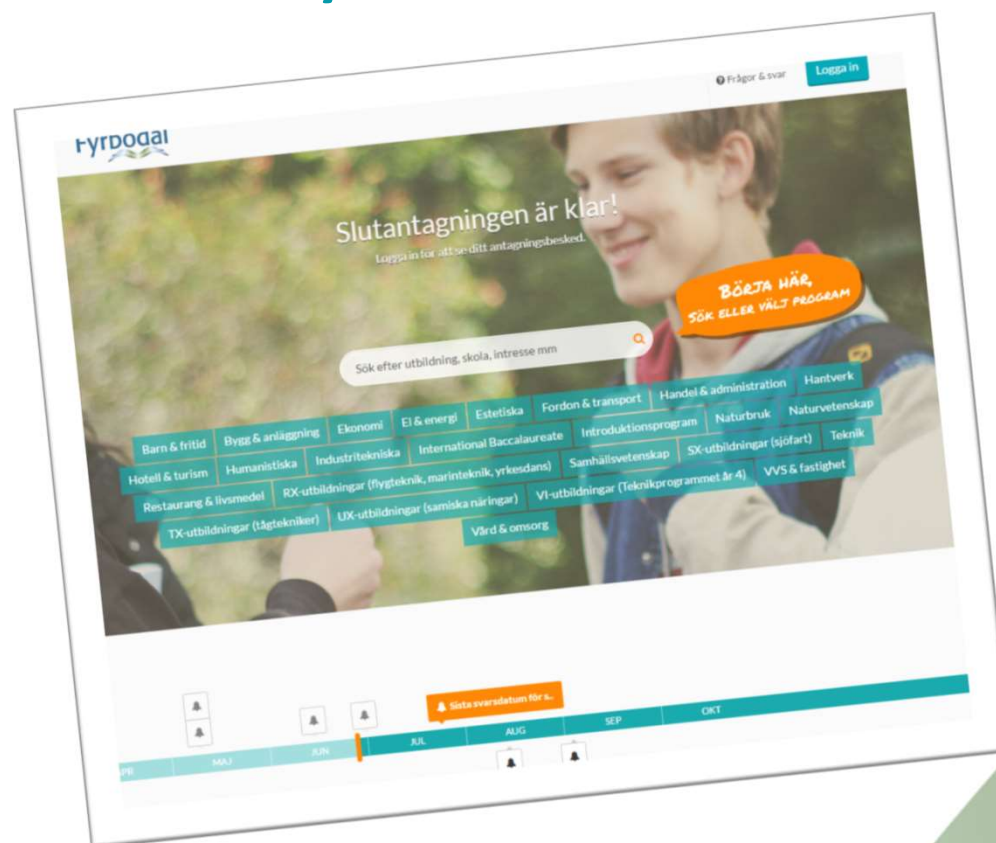 Fyrbodal
Frågor & svar
Logga in
Slutantagningen är klar!
Logga in för att se ditt antagningsbesked.
BÖRJA HÄR,
SÖK ELLER VÄLJ PROGRAM
Sök efter utbildning, skola, intresse mm
Barn & fritid Bygg & anläggning Ekonomi El & energi Estetiska Fordon & transport Handel & administration Hantverk
Hotell & turism Humanistiska Industritekniska International Baccalaureate Introduktionsprogram Naturbruk Naturvetenskap
Restaurang & livsmedel RX-utbildningar (flygteknik, marinteknik, yrkesdans) Samhällsvetenskap SX-utbildningar (sjöfart) Teknik
TX-utbildningar (tågtekniker) UX-utbildningar (samiska näringar) VI-utbildningar (Teknikprogrammet år 4) VVS & fastighet
Vård & omsorg
Sista svarsdatum för s..
APR MAJ JUN JUL AUG SEP OKT